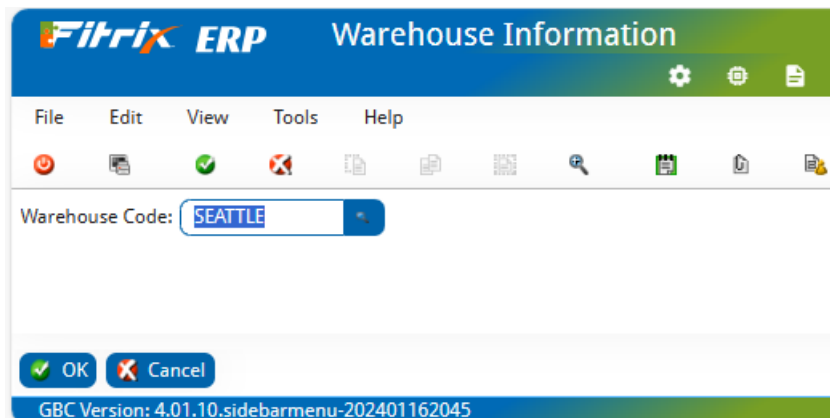 Fitrix ERP Warehouse Information
File Edit View Tools Help
Warehouse Code: SEATTLE
OK Cancel
GBC Version: 4.01.10.sidebarmenu-202401162045